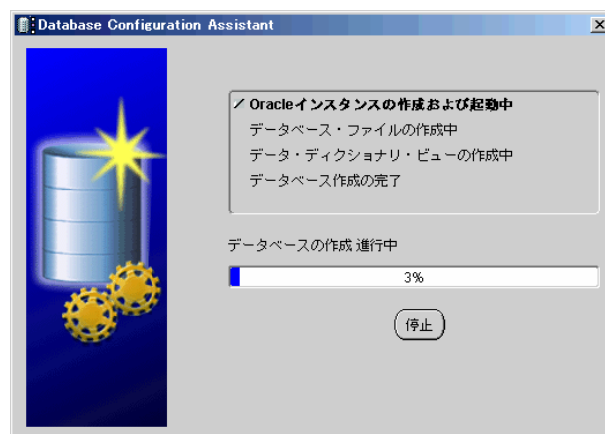 Database Configuration Assistant
Oracleインスタンスの作成および起動中
データベース・ファイルの作成中
データ・ディクショナリ・ビューの作成中
データベース作成の完了
データベースの作成 進行中
3%
停止